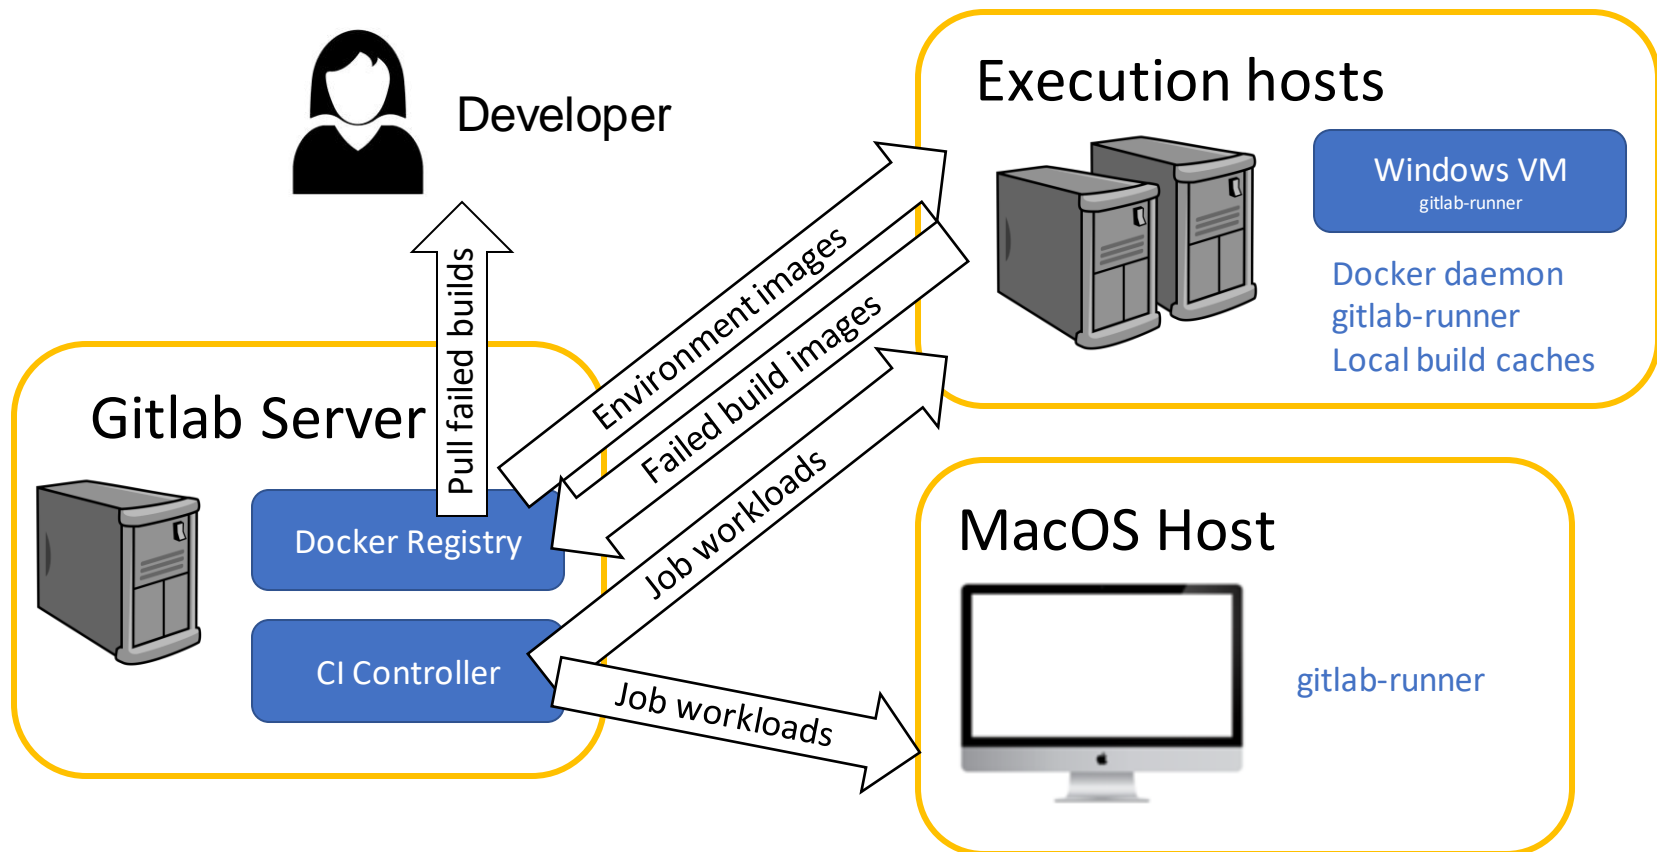 Developer
Execution hosts
Windows VM
gitlab-runner
Docker daemon
gitlab-runner
Local build caches
Pull failed builds
Environment images
Failed build images
Job workloads
Gitlab Server
Docker Registry
CI Controller
Job workloads
MacOS Host
gitlab-runner